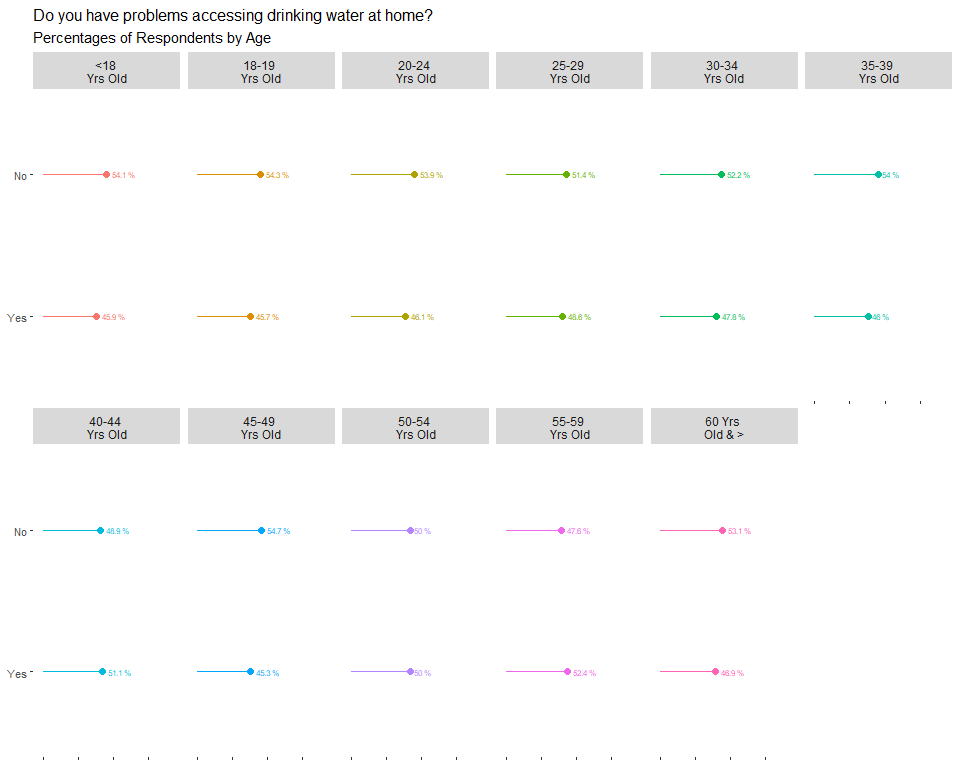 Do you have problems accessing drinking water at home?
Percentages of Respondents by Age
<18
Yrs Old
18-19
Yrs Old
20-24
Yrs Old
25-29
Yrs Old
30-34
Yrs Old
35-39
Yrs Old
No
54.1 %
54.3 %
53.9 %
51.4 %
52.2 %
54 %
Yes
45.9 %
45.7 %
46.1 %
48.6 %
47.8 %
46 %
40-44
Yrs Old
45-49
Yrs Old
50-54
Yrs Old
55-59
Yrs Old
60 Yrs
Old & >
No
48.9 %
54.7 %
50 %
47.6 %
53.1 %
Yes
51.1 %
45.3 %
50 %
52.4 %
46.9 %